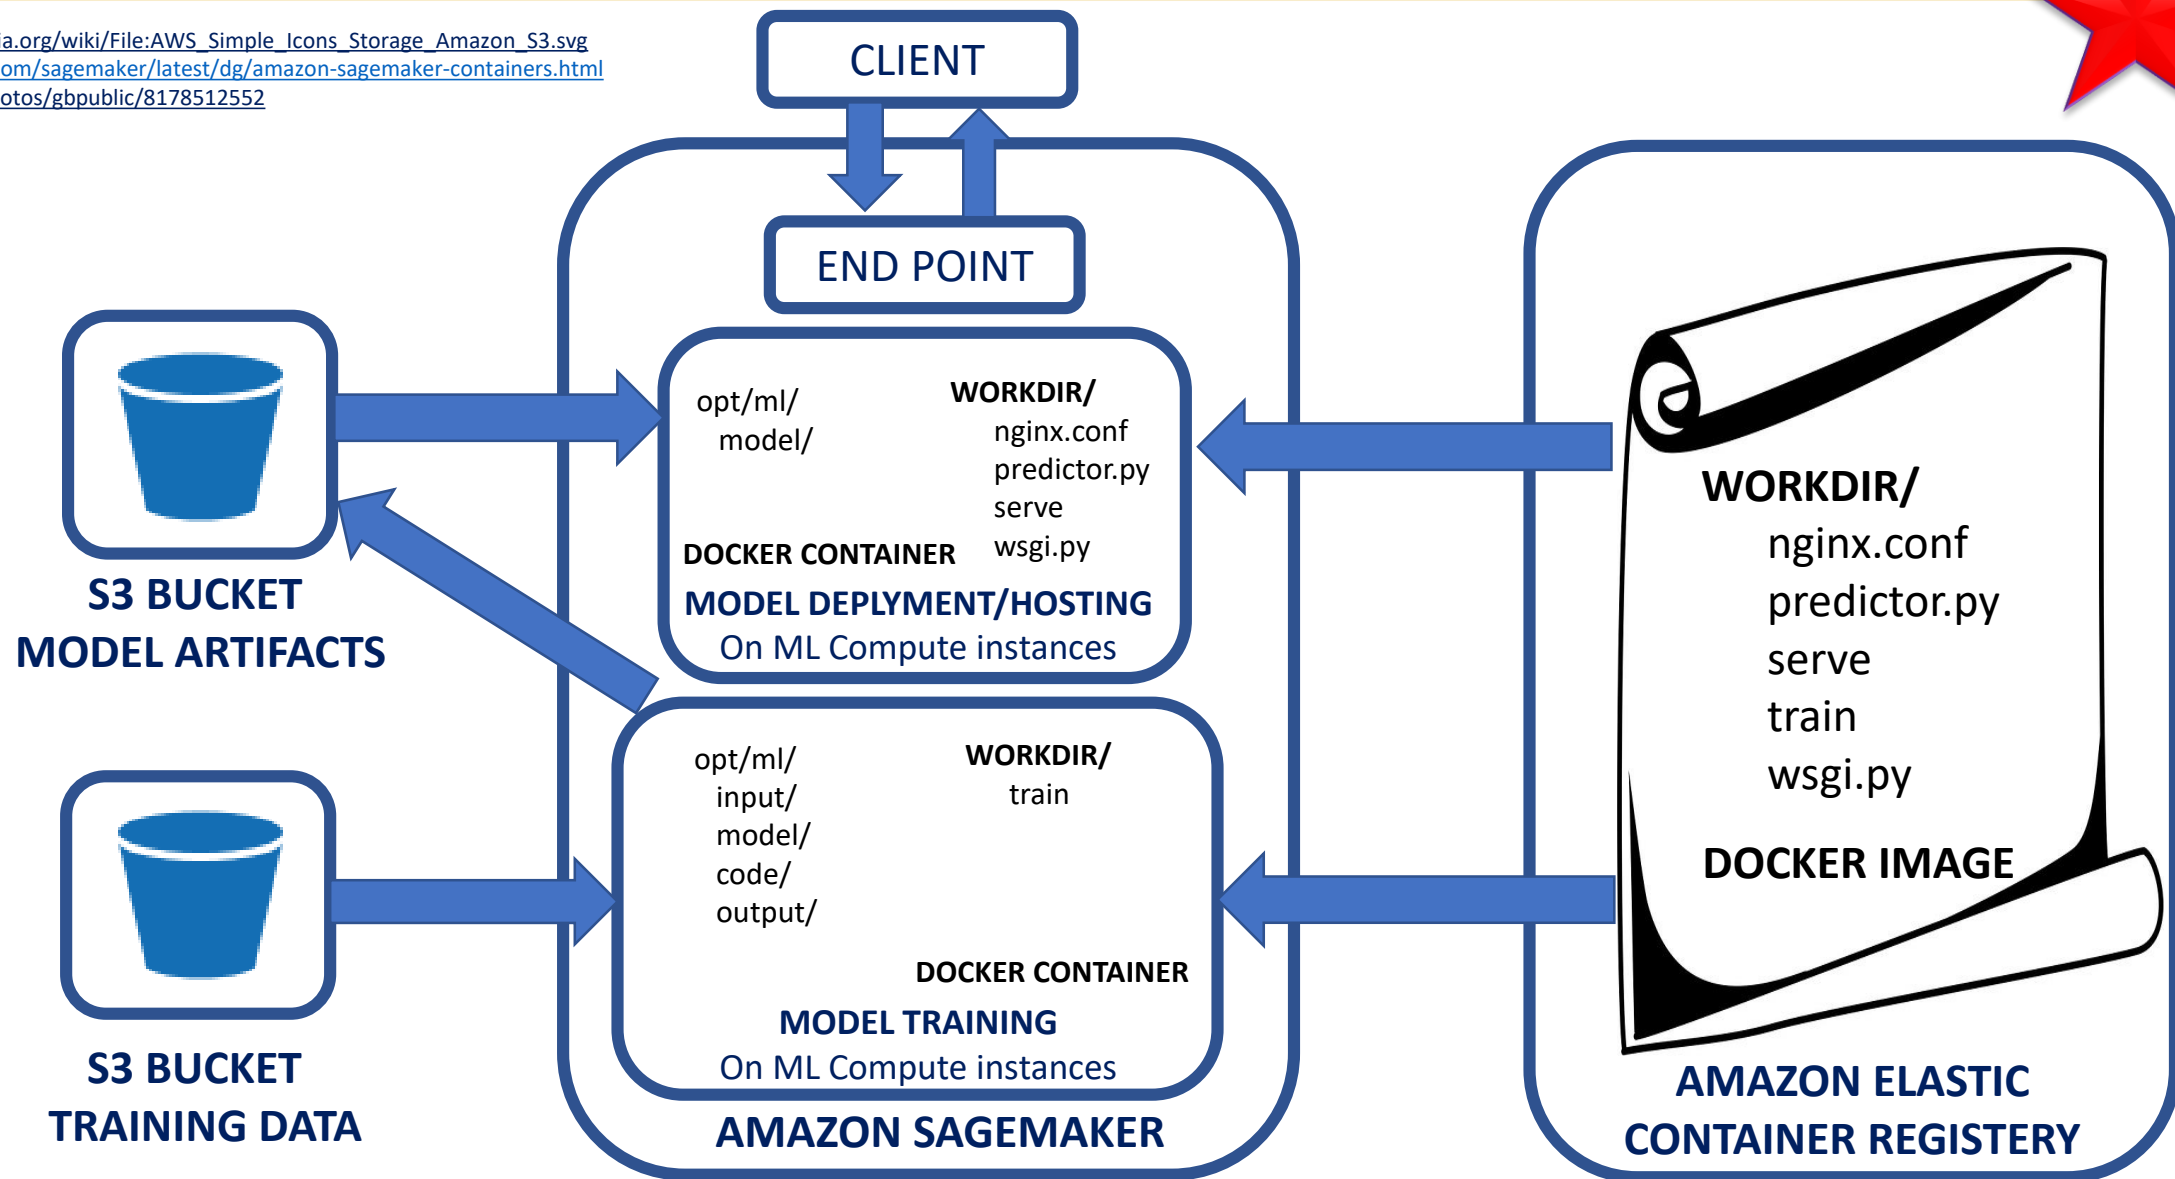 ia.org/wiki/File:AWS_Simple_Icons_Storage_Amazon_S3.svg
om/sagemaker/latest/dg/amazon-sagemaker-containers.html
otos/gbpublic/8178512552
CLIENT
END POINT
opt/ml/
model/
WORKDIR/
nginx.conf
predictor.py
serve
wsgi.py
DOCKER CONTAINER
MODEL DEPLYMENT/HOSTING
On ML Compute instances
S3 BUCKET
MODEL ARTIFACTS
opt/ml/
input/
model/
code/
output/
WORKDIR/
train
DOCKER CONTAINER
MODEL TRAINING
On ML Compute instances
AMAZON SAGEMAKER
S3 BUCKET
TRAINING DATA
WORKDIR/
nginx.conf
predictor.py
serve
train
wsgi.py
DOCKER IMAGE
AMAZON ELASTIC
CONTAINER REGISTERY